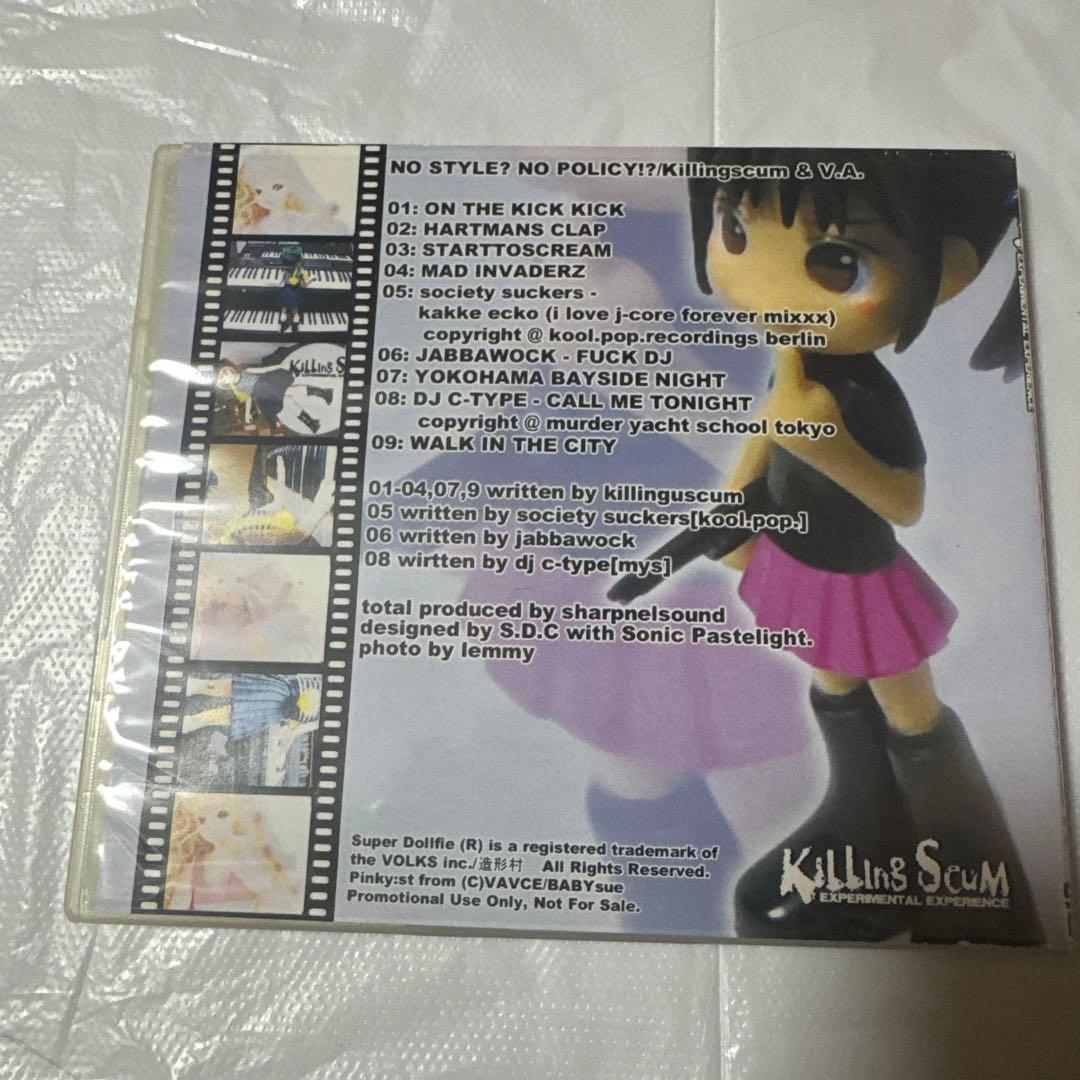 NO STYLE? NO POLICY!?/Killingscum & V.A.
01: ON THE KICK KICK
02: HARTMANS CLAP
03: STARTTOSCREAM
04: MAD INVADERZ
05: society suckers -
kakke ecko (i love j-core forever mixxx)
copyright @ kool.pop.recordings berlin
06: JABBAWOCK - FUCK DJ
07: YOKOHAMA BAYSIDE NIGHT
08: DJ C-TYPE - CALL ME TONIGHT
copyright @ murder yacht school tokyo
09: WALK IN THE CITY
01-04,07,9 written by killinguscum
05 written by society suckers[kool.pop.]
06 written by jabbawock
08 wirtten by dj c-type[mys]
total produced by sharpnelsound
designed by S.D.C with Sonic Pastelight.
photo by lemmy
Super Dollfie (R) is a registered trademark of
the VOLKS inc./造形村 All Rights Reserved.
Pinky:st from (C)VAVCE/BABYsue
Promotional Use Only, Not For Sale.
KiLLIng ScuM
EXPERIMENTAL EXPERIENCE
KiLLIng S
EXPERIMENTAL EXPERIENCE